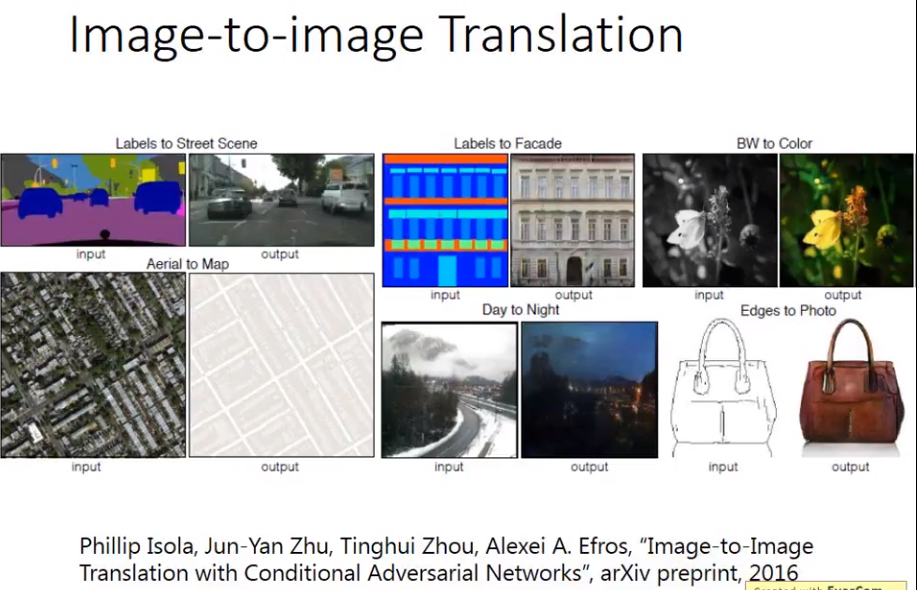 Image-to-image Translation
Labels to Street Scene
input
output
Aerial to Map
input
output
Labels to Facade
input
output
BW to Color
input
output
Day to Night
input
output
Edges to Photo
input
output
Phillip Isola, Jun-Yan Zhu, Tinghui Zhou, Alexei A. Efros, “Image-to-Image
Translation with Conditional Adversarial Networks”, arXiv preprint, 2016
Created with EverCam